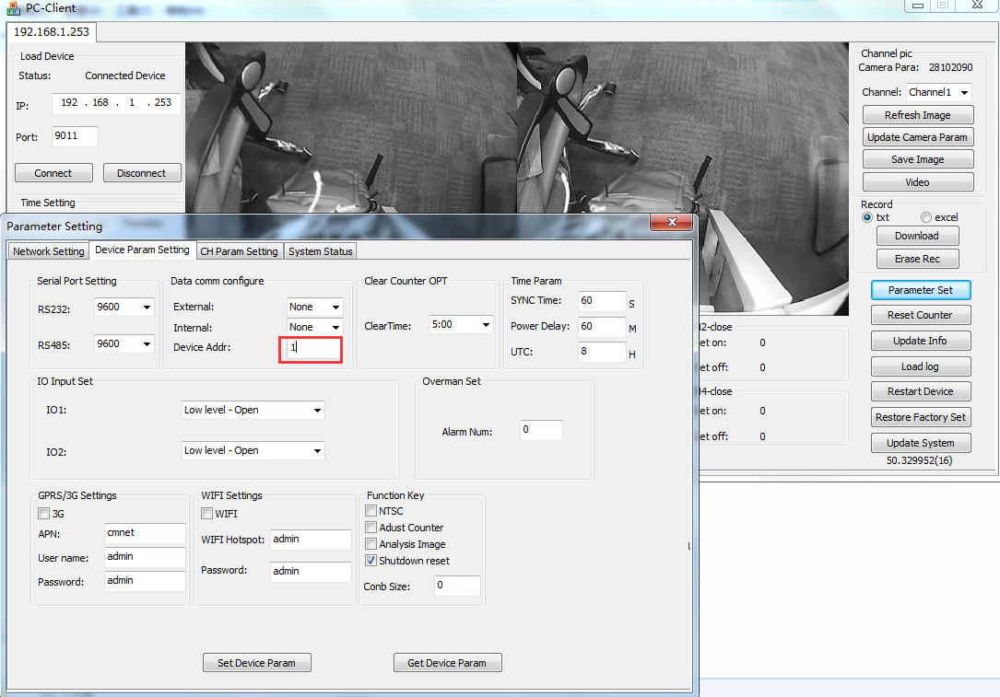 PC-Client
192.168.1.253
Load Device
Status: Connected Device
IP: 192 . 168 . 1 . 253
Port: 9011
Connect Disconnect
Time Setting
Channel pic
Camera Para: 28102090
Channel: Channel1
Refresh Image
Update Camera Param
Save Image
Video
Record
txt excel
Download
Erase Rec
Parameter Set
Reset Counter
Update Info
Load log
Restart Device
Restore Factory Set
Update System
50.329952(16)
2-close
et on: 0
et off: 0
4-close
et on: 0
et off: 0
Parameter Setting
Network Setting Device Param Setting CH Param Setting System Status
Serial Port Setting
RS232: 9600
RS485: 9600
Data comm configure
External: None
Internal: None
Device Addr: 1
Clear Counter OPT
ClearTime: 5:00
Time Param
SYNC Time: 60 S
Power Delay: 60 M
UTC: 8 H
IO Input Set
IO1: Low level - Open
IO2: Low level - Open
Overman Set
Alarm Num: 0
GPRS/3G Settings
3G
APN: cmnet
User name: admin
Password: admin
WIFI Settings
WIFI
WIFI Hotspot: admin
Password: admin
Function Key
NTSC
Adust Counter
Analysis Image
Shutdown reset
Conb Size: 0
Set Device Param Get Device Param